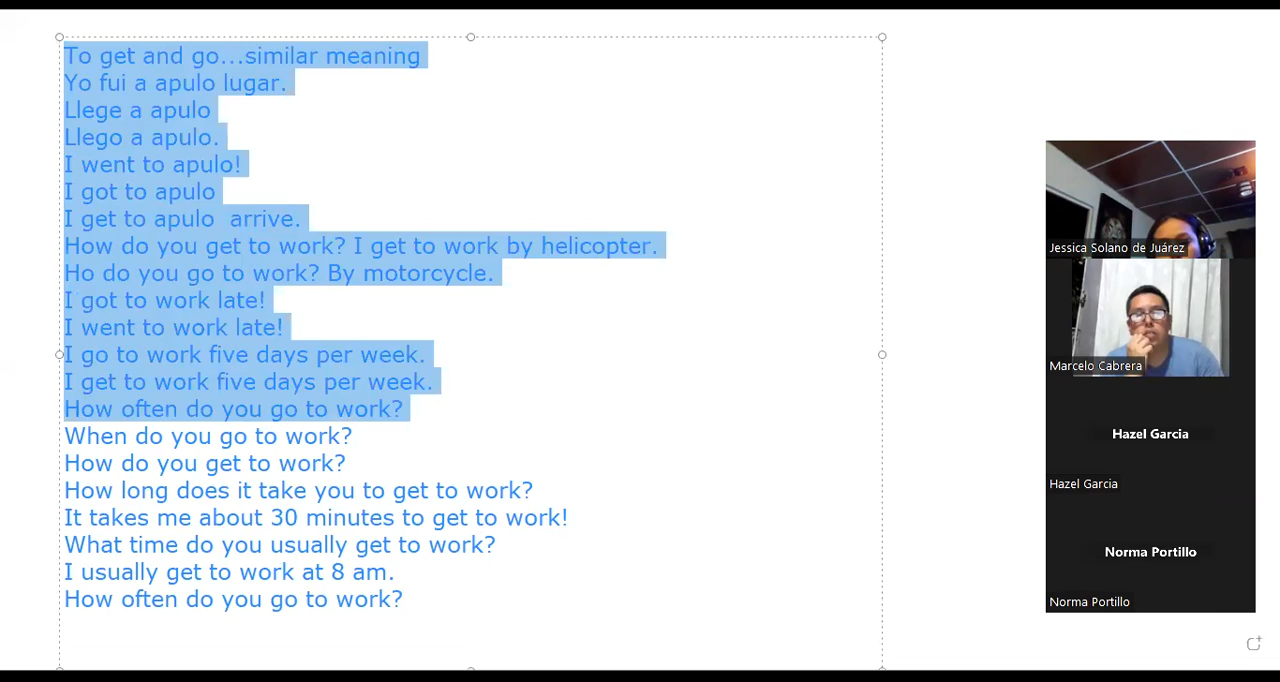 To get and go...similar meaning
Yo fui a apulo lugar.
Llege a apulo
Llego a apulo.
I went to apulo!
I got to apulo
I get to apulo  arrive.
How do you get to work? I get to work by helicopter.
Ho do you go to work? By motorcycle.
I got to work late!
I went to work late!
I go to work five days per week.
I get to work five days per week.
How often do you go to work?
When do you go to work?
How do you get to work?
How long does it take you to get to work?
It takes me about 30 minutes to get to work!
What time do you usually get to work?
I usually get to work at 8 am.
How often do you go to work?
Jessica Solano de Juárez
Marcelo Cabrera
Hazel Garcia
Hazel Garcia
Norma Portillo
Norma Portillo